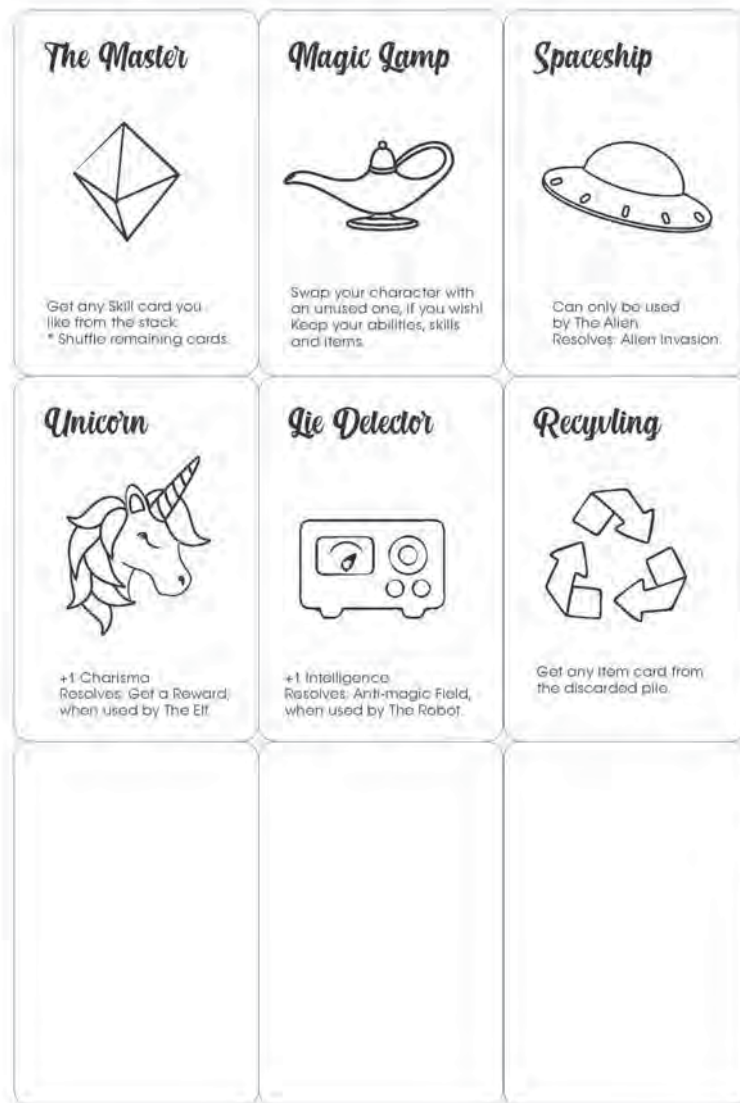 The Master
Get any Skill card you
like from the stack.
* Shuffle remaining cards.
Magic Lamp
Swap your character with
an unused one, if you wish!
Keep your abilities, skills
and items.
Spaceship
Can only be used
by The Alien.
Resolves: Alien Invasion.
Unicorn
+1 Charisma
Resolves: Get a Reward,
when used by The Elf.
Lie Detector
+1 Intelligence
Resolves: Anti-magic Field,
when used by The Robot.
Recyvling
Get any Item card from
the discarded pile.